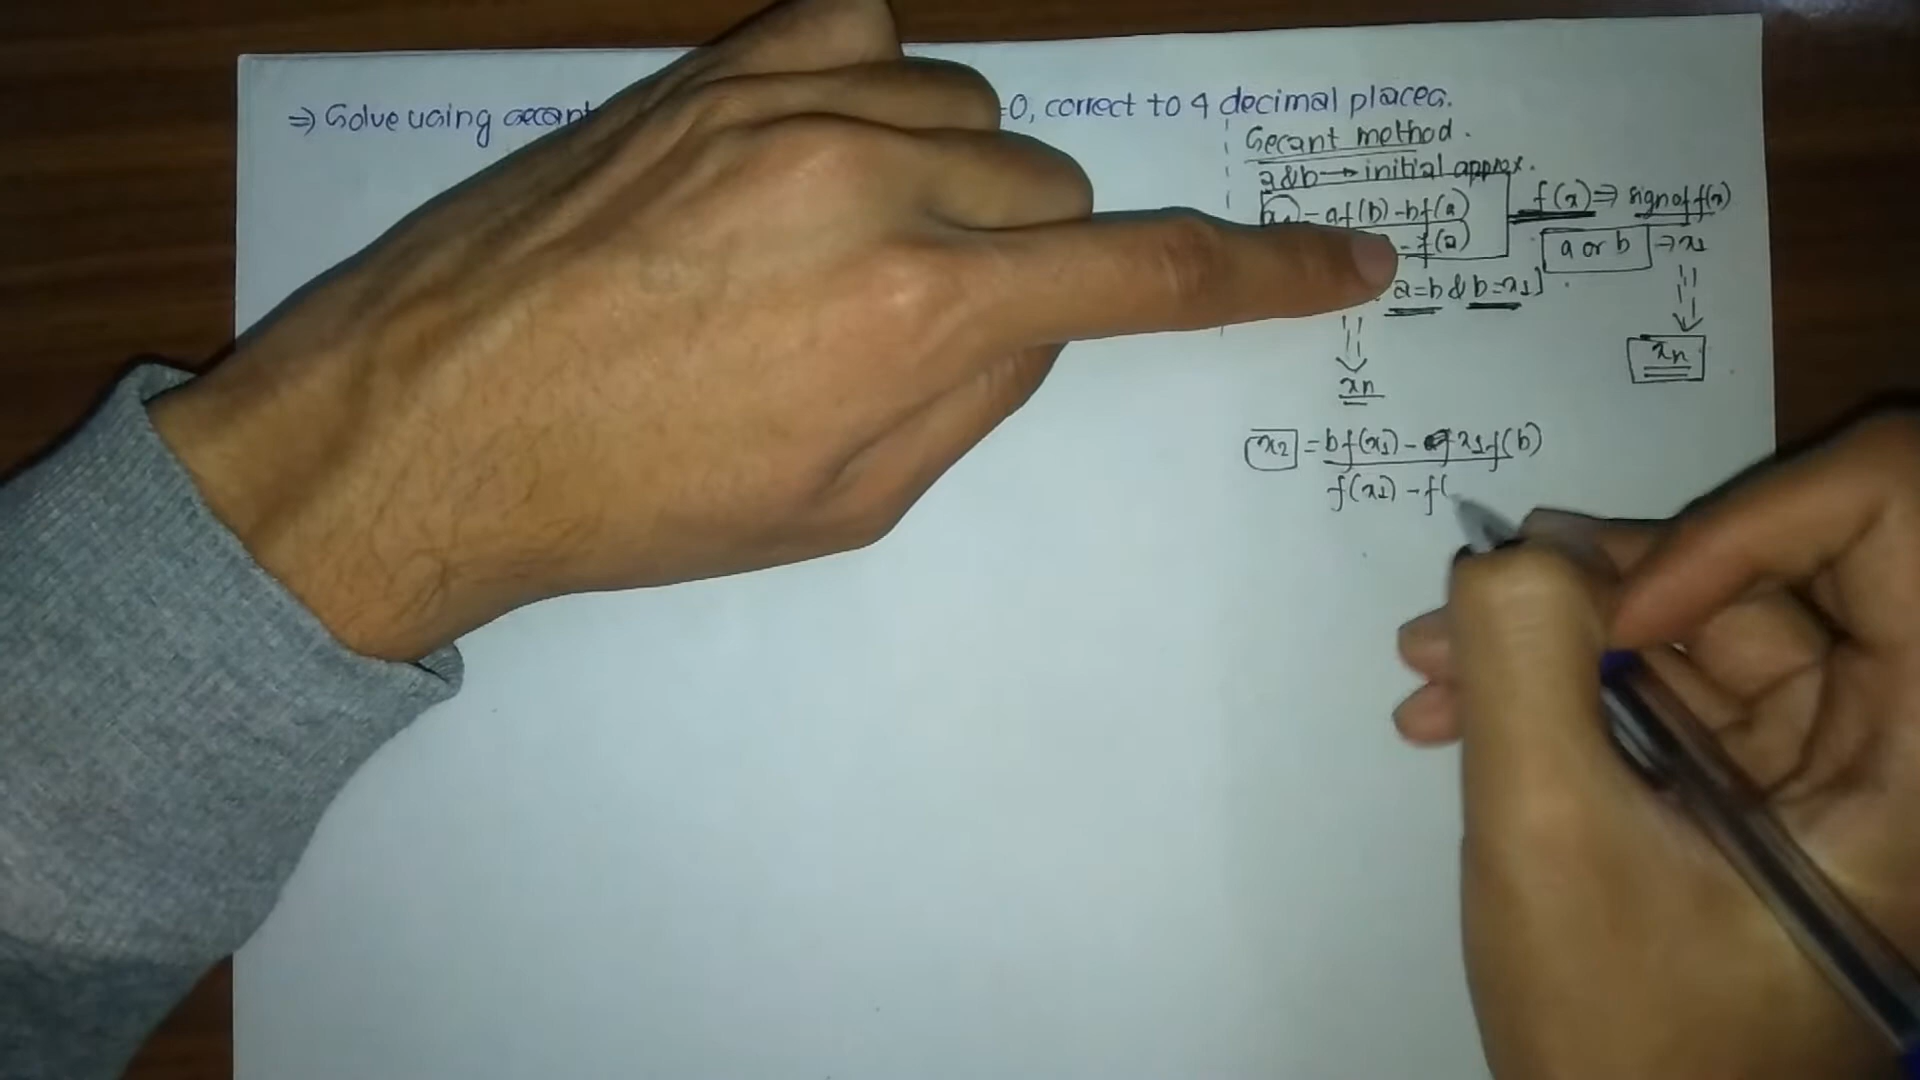 ⇒ Solve using secant =0, correct to 4 decimal places.
Secant method.
a & b → initial approx.
x1 = af(b) - bf(a)
- f(a)
f(x) ⇒ sign of f(x)
a or b → x1
a=b & b=x1]
xn
xn
x2 = bf(x1) - x1f(b)
f(x1) - f(